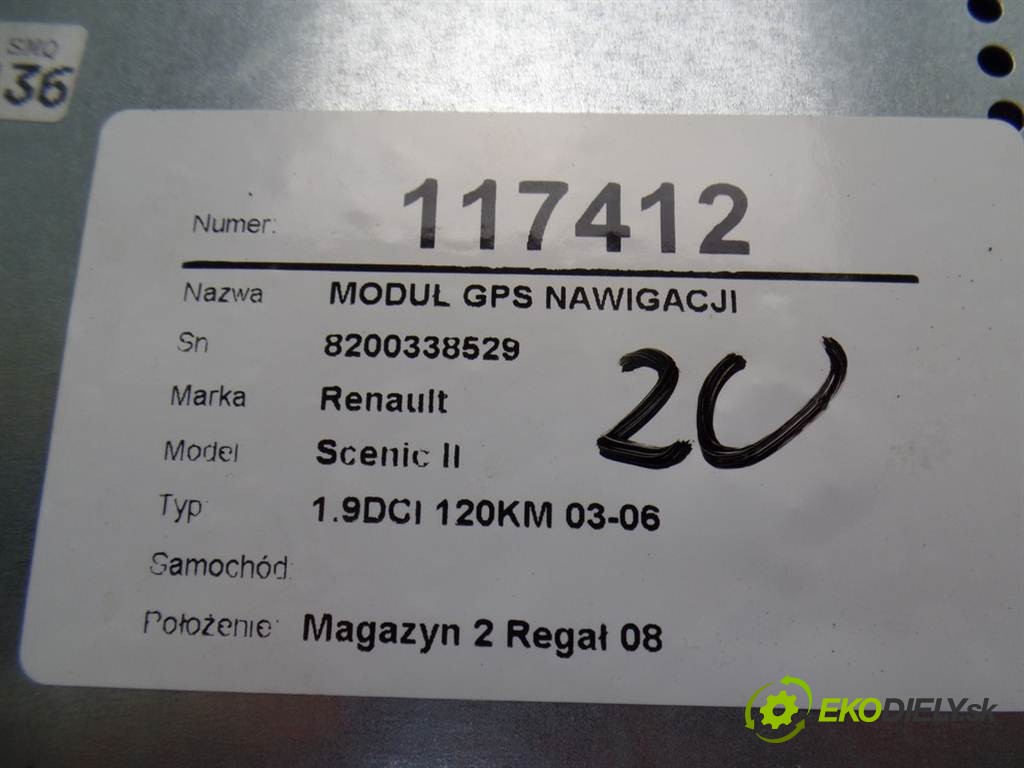 SMQ
36
Numer: 117412
Nazwa MODUŁ GPS NAWIGACJI
Sn 8200338529
Marka Renault
Model Scenic II
Typ: 1.9DCI 120KM 03-06
Samochód:
Położenie: Magazyn 2 Regał 08
20
EKODIELY.sk